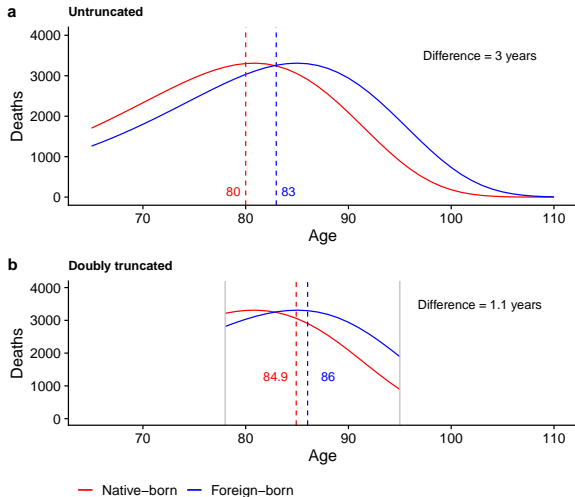 a
Untruncated
4000
3000
2000
1000
0
Deaths
Difference = 3 years
80
83
70
80
90
100
110
Age
b
Doubly truncated
4000
3000
2000
1000
0
Deaths
Difference = 1.1 years
84.9
86
70
80
90
100
110
Age
Native−born
Foreign−born